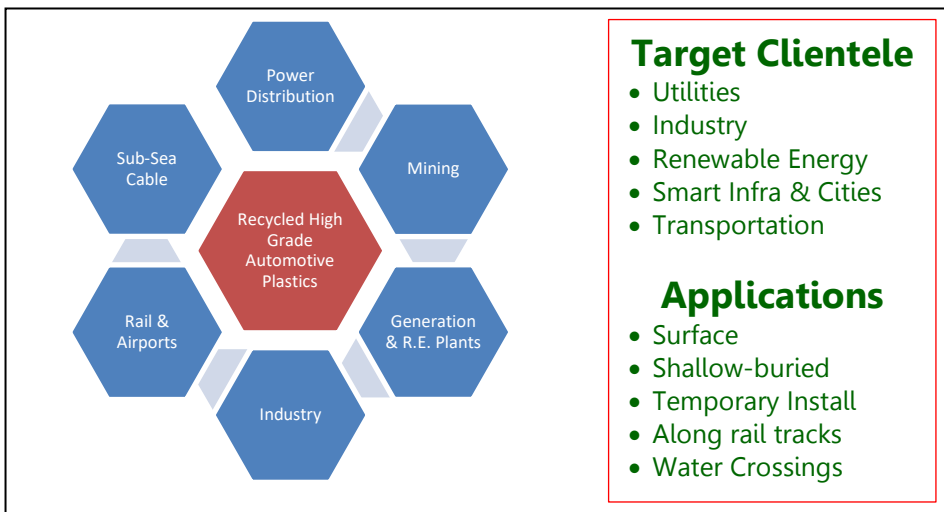 Power
Distribution
Sub-Sea
Cable
Mining
Recycled High
Grade
Automotive
Plastics
Rail &
Airports
Generation
& R.E. Plants
Industry
Target Clientele
• Utilities
• Industry
• Renewable Energy
• Smart Infra & Cities
• Transportation
Applications
• Surface
• Shallow-buried
• Temporary Install
• Along rail tracks
• Water Crossings